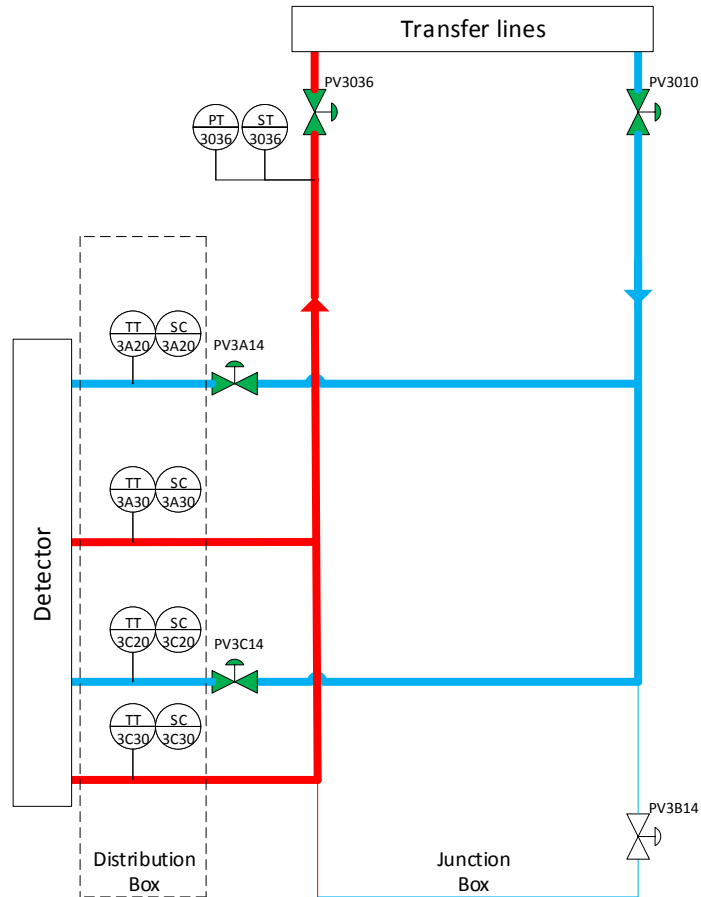 Transfer lines
PV3036
PV3010
PT
3036
ST
3036
TT
3A20
SC
3A20
PV3A14
TT
3A30
SC
3A30
Detector
TT
3C20
SC
3C20
PV3C14
TT
3C30
SC
3C30
PV3B14
Distribution
Box
Junction
Box